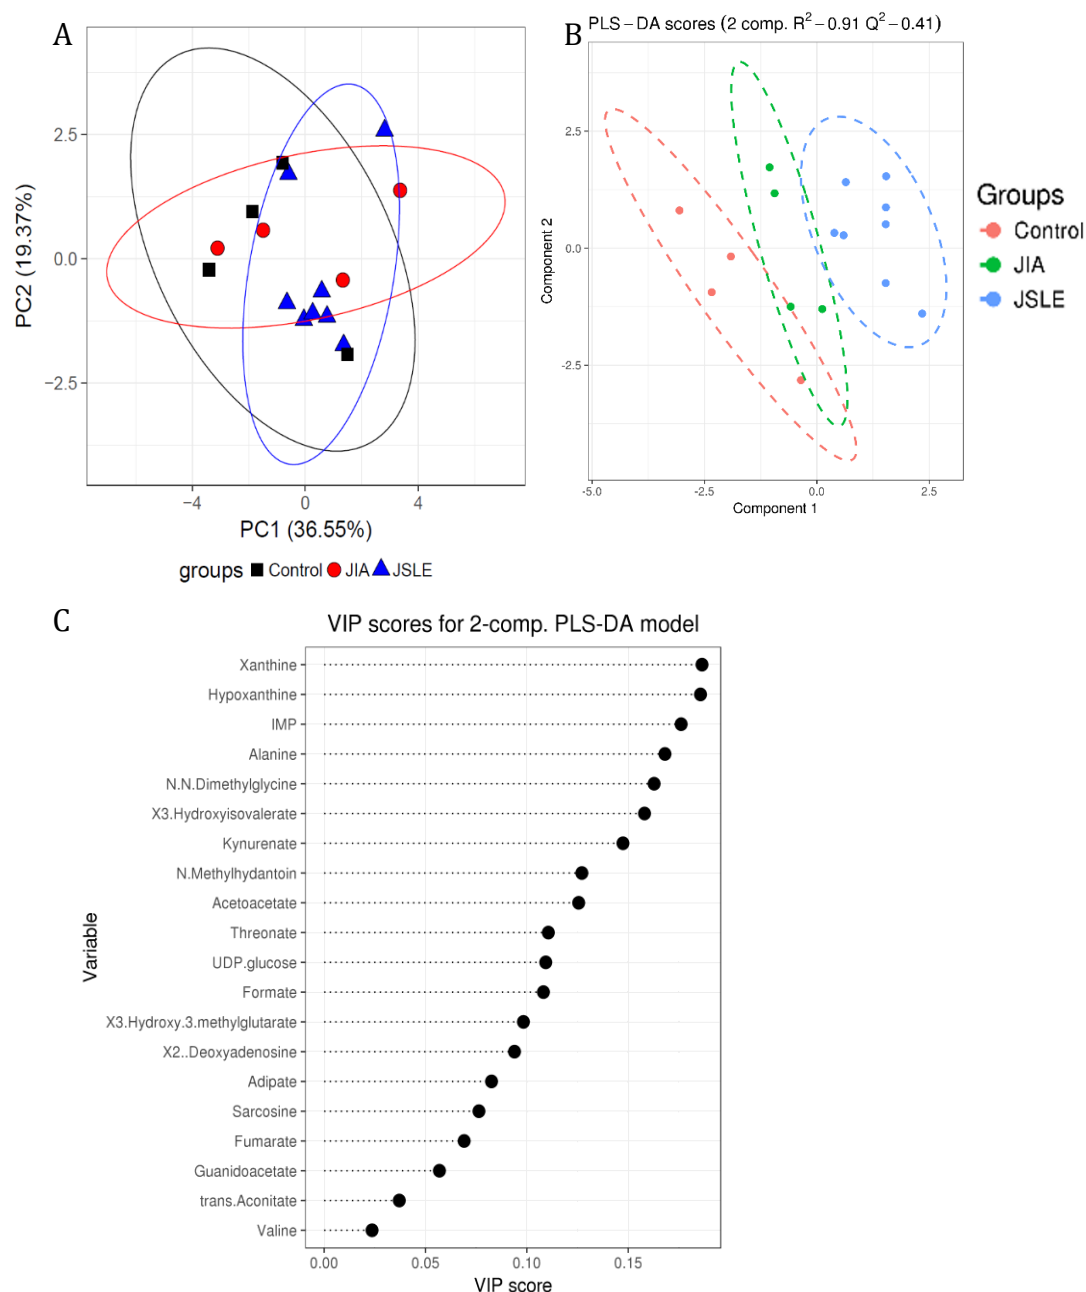 A
2.5
0.0
−2.5
PC2 (19.37%)
−4
0
4
PC1 (36.55%)
groups Control JIA JSLE
B
PLS − DA scores (2 comp. R² − 0.91 Q² − 0.41)
2.5
0.0
-2.5
Component 2
-5.0
-2.5
0.0
2.5
Component 1
Groups
Control
JIA
JSLE
C
VIP scores for 2-comp. PLS-DA model
Xanthine
Hypoxanthine
IMP
Alanine
N.N.Dimethylglycine
X3.Hydroxyisovalerate
Kynurenate
N.Methylhydantoin
Acetoacetate
Threonate
UDP.glucose
Formate
X3.Hydroxy.3.methylglutarate
X2..Deoxyadenosine
Adipate
Sarcosine
Fumarate
Guanidoacetate
trans.Aconitate
Valine
Variable
0.00
0.05
0.10
0.15
VIP score